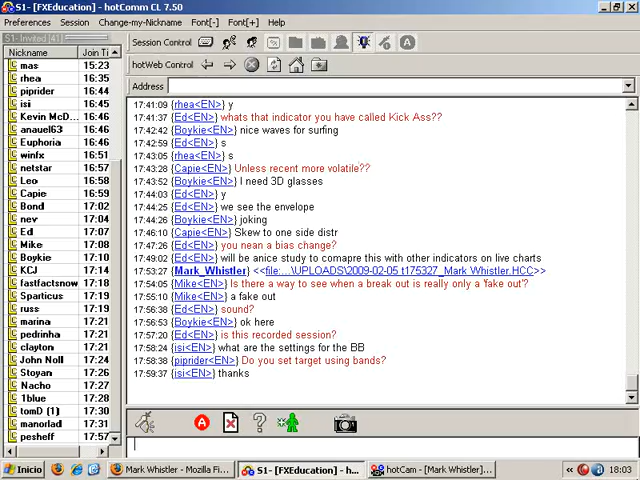 S1- [FXEducation] - hotComm CL 7.50
Preferences Session Change-my-Nickname Font[-] Font[+] Help
S1- Invited [41]
Nickname Join Ti
mas 15:23
rhea 16:35
piprider 16:44
isi 16:45
Kevin McD... 16:46
anauel63 16:46
Euphoria 16:46
winfx 16:51
netstar 16:57
Leo 16:58
Capie 16:59
Bond 17:02
nev 17:04
Ed 17:07
Mike 17:08
Boykie 17:10
KCJ 17:17
fastfactsnow 17:18
Sparticus 17:19
russ 17:19
marina 17:21
pedrinha 17:21
clayton 17:21
John Noll 17:24
Stoyan 17:26
Nacho 17:27
1blue 17:28
tomD (1) 17:30
manorlad 17:37
pesheff 17:57
Session Control
hotWeb Control
Address
17:41:09 {rhea<EN>} y
17:41:37 {Ed<EN>} whats that indicator you have called Kick Ass??
17:42:42 {Boykie<EN>} nice waves for surfing
17:42:59 {Ed<EN>} s
17:43:05 {rhea<EN>} s
17:43:28 {Capie<EN>} Unless recent more volatile??
17:43:52 {Boykie<EN>} I need 3D glasses
17:44:03 {Ed<EN>} y
17:44:25 {Ed<EN>} we see the envelope
17:44:26 {Boykie<EN>} joking
17:46:10 {Capie<EN>} Skew to one side distr
17:46:32 {Ed<EN>} you nean a bias change?
17:49:02 {Ed<EN>} will be anice study to comapre this with other indicators on live charts
17:53:27 {Mark_Whistler} <<file:...\UPLOADS\2009-02-05 t175327_Mark Whistler.HCC>>
17:54:05 {Mike<EN>} Is there a way to see when a break out is really only a 'fake out'?
17:55:10 {Mike<EN>} a fake out
17:56:38 {Ed<EN>} sound?
17:56:53 {Boykie<EN>} ok here
17:57:20 {Ed<EN>} is this recorded session?
17:58:24 {isi<EN>} what are the settings for the BB
17:58:38 {piprider<EN>} Do you set target using bands?
17:59:37 {isi<EN>} thanks
Inicio Mark Whistler - Mozilla Fi... S1- [FXEducation] - h... hotCam - [Mark Whistler]... 18:03